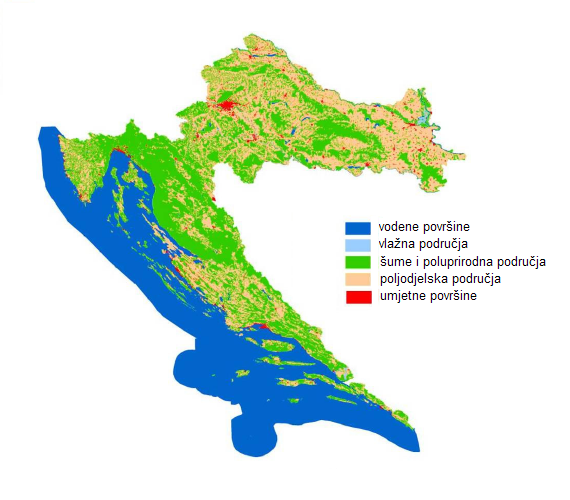 vodene površine
vlažna područja
šume i poluprirodna područja
poljodjelska područja
umjetne površine